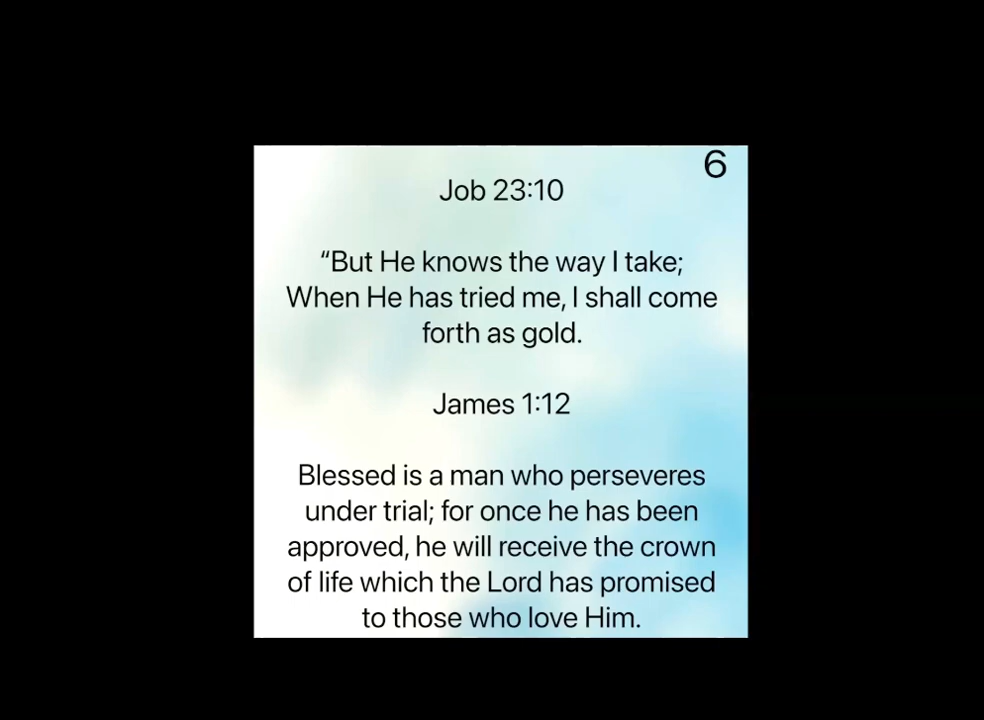 6
Job 23:10
“But He knows the way I take;
When He has tried me, I shall come
forth as gold.
James 1:12
Blessed is a man who perseveres
under trial; for once he has been
approved, he will receive the crown
of life which the Lord has promised
to those who love Him.